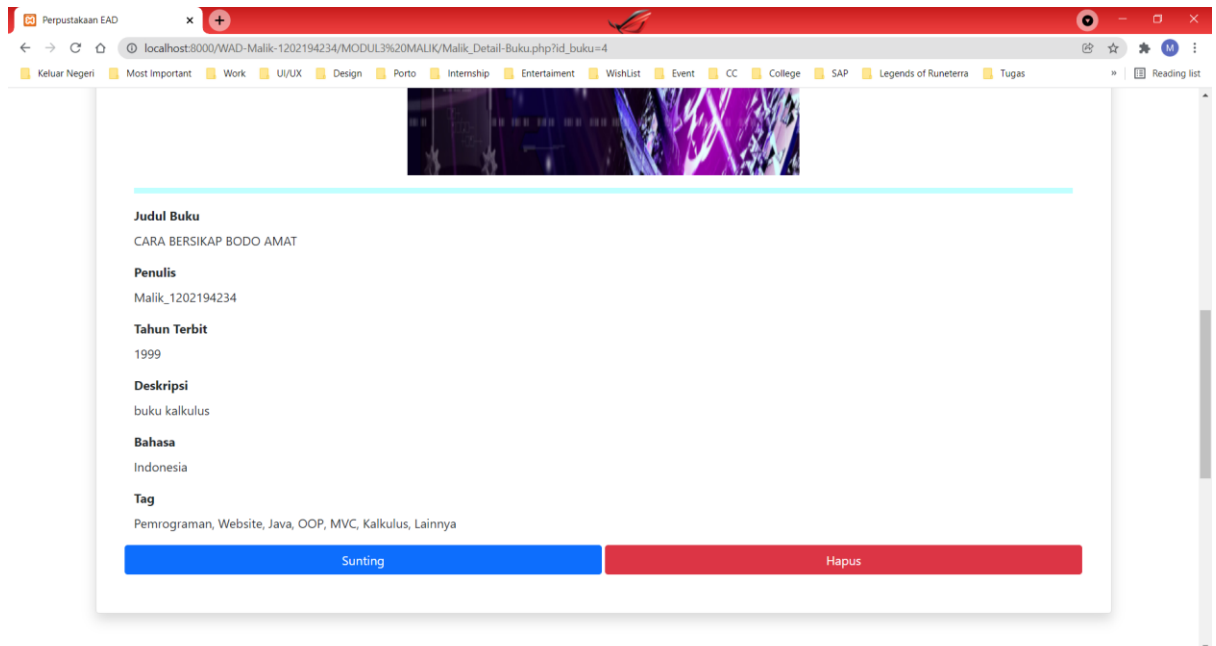 Perpustakaan EAD
localhost:8000/WAD-Malik-1202194234/MODUL3%20MALIK/Malik_Detail-Buku.php?id_buku=4
Keluar Negeri Most Important Work UI/UX Design Porto Internship Entertaiment WishList Event CC College SAP Legends of Runeterra Tugas » Reading list
M
Judul Buku
CARA BERSIKAP BODO AMAT
Penulis
Malik_1202194234
Tahun Terbit
1999
Deskripsi
buku kalkulus
Bahasa
Indonesia
Tag
Pemrograman, Website, Java, OOP, MVC, Kalkulus, Lainnya
Sunting Hapus